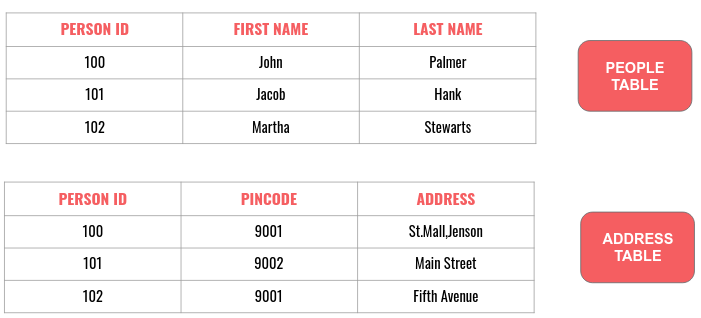 PERSON ID FIRST NAME LAST NAME
100 John Palmer
101 Jacob Hank
102 Martha Stewarts
PEOPLE
TABLE
PERSON ID PINCODE ADDRESS
100 9001 St.Mall,Jenson
101 9002 Main Street
102 9001 Fifth Avenue
ADDRESS
TABLE